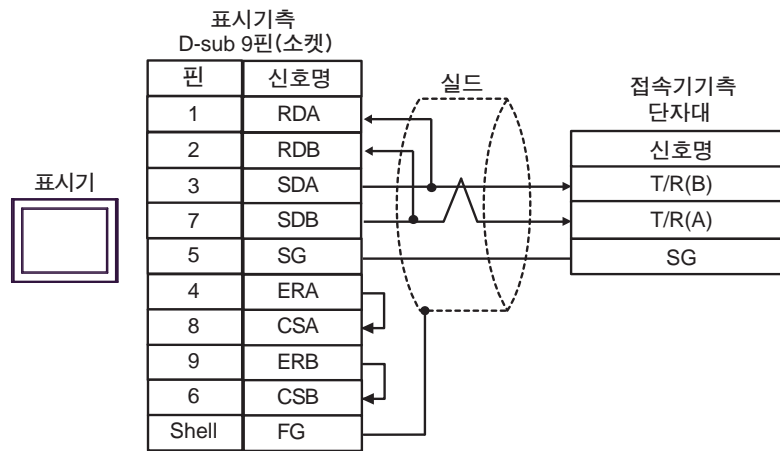 표시기측
D-sub 9핀(소켓)
핀 신호명
1 RDA
2 RDB
3 SDA
7 SDB
5 SG
4 ERA
8 CSA
9 ERB
6 CSB
Shell FG
표시기
실드
접속기기측
단자대
신호명
T/R(B)
T/R(A)
SG